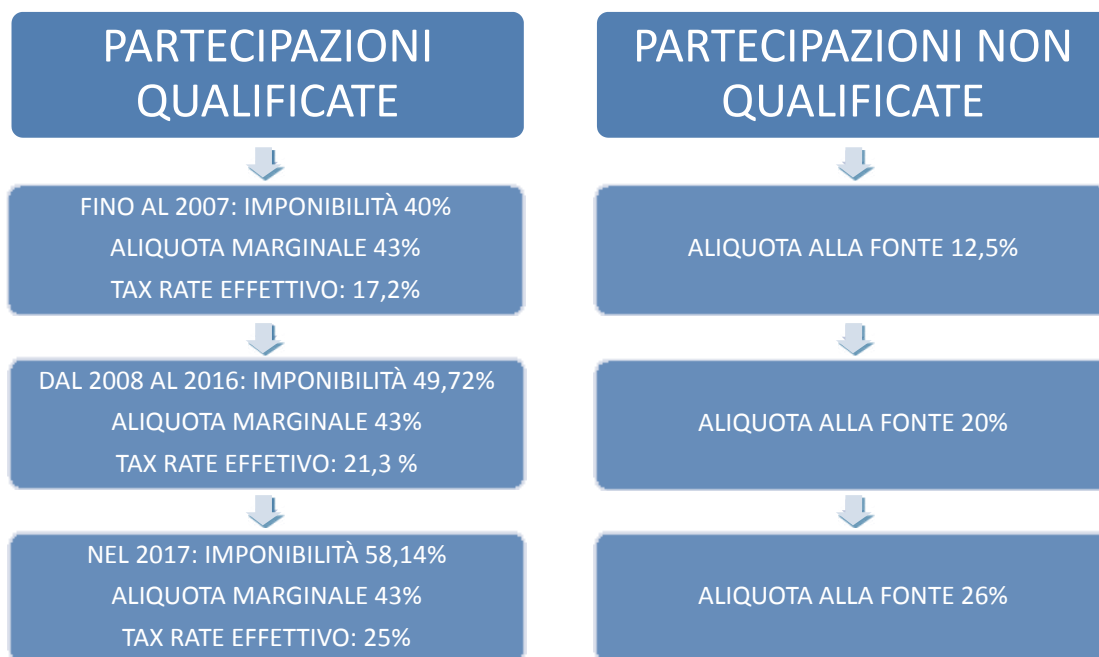 PARTECIPAZIONI
QUALIFICATE
FINO AL 2007: IMPONIBILITÀ 40%
ALIQUOTA MARGINALE 43%
TAX RATE EFFETTIVO: 17,2%
DAL 2008 AL 2016: IMPONIBILITÀ 49,72%
ALIQUOTA MARGINALE 43%
TAX RATE EFFETIVO: 21,3 %
NEL 2017: IMPONIBILITÀ 58,14%
ALIQUOTA MARGINALE 43%
TAX RATE EFFETTIVO: 25%
PARTECIPAZIONI NON
QUALIFICATE
ALIQUOTA ALLA FONTE 12,5%
ALIQUOTA ALLA FONTE 20%
ALIQUOTA ALLA FONTE 26%